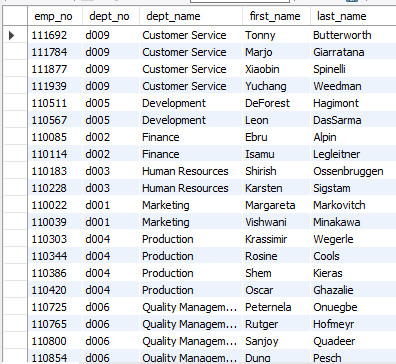 emp_no dept_no dept_name first_name last_name
111692 d009 Customer Service Tonny Butterworth
111784 d009 Customer Service Marjo Giarratana
111877 d009 Customer Service Xiaobin Spinelli
111939 d009 Customer Service Yuchang Weedman
110511 d005 Development DeForest Hagimont
110567 d005 Development Leon DasSarma
110085 d002 Finance Ebru Alpin
110114 d002 Finance Isamu Legleitner
110183 d003 Human Resources Shirish Ossenbruggen
110228 d003 Human Resources Karsten Sigstam
110022 d001 Marketing Margareta Markovitch
110039 d001 Marketing Vishwani Minakawa
110303 d004 Production Krassimir Wegerle
110344 d004 Production Rosine Cools
110386 d004 Production Shem Kieras
110420 d004 Production Oscar Ghazalie
110725 d006 Quality Managem... Peternela Onuegbe
110765 d006 Quality Managem... Rutger Hofmeyr
110800 d006 Quality Managem... Sanjoy Quadeer
110854 d006 Quality Managem... Dung Pesch